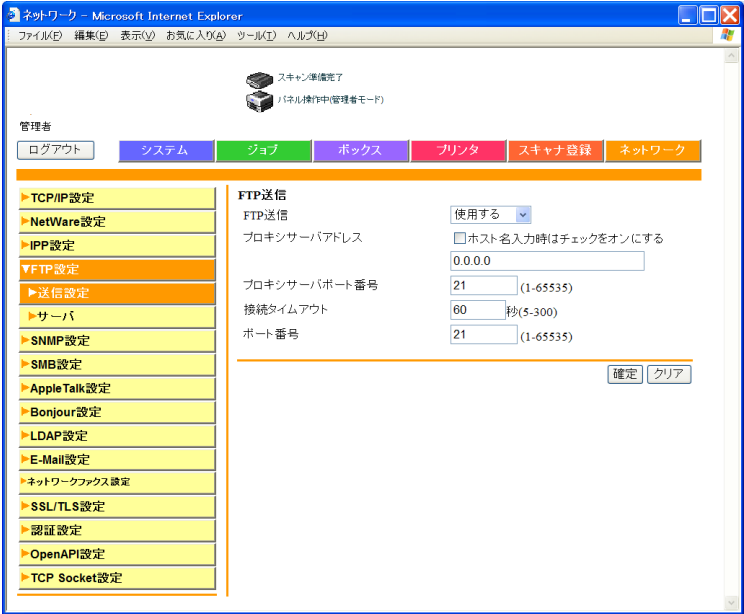 ネットワーク - Microsoft Internet Explorer
ファイル(F) 編集(E) 表示(V) お気に入り(A) ツール(T) ヘルプ(H)
スキャン準備完了
パネル操作中(管理者モード)
管理者
ログアウト システム ジョブ ボックス プリンタ スキャナ登録 ネットワーク
TCP/IP設定
NetWare設定
IPP設定
FTP設定
送信設定
サーバ
SNMP設定
SMB設定
AppleTalk設定
Bonjour設定
LDAP設定
E-Mail設定
ネットワークファクス設定
SSL/TLS設定
認証設定
OpenAPI設定
TCP Socket設定
FTP送信
FTP送信 使用する
プロキシサーバアドレス ホスト名入力時はチェックをオンにする
0.0.0.0
プロキシサーバポート番号 21 (1-65535)
接続タイムアウト 60 秒(5-300)
ポート番号 21 (1-65535)
確定 クリア